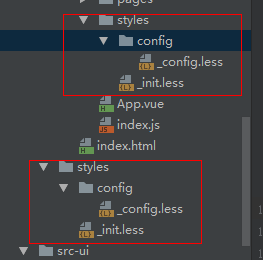 pages
styles
config
_config.less
_init.less
App.vue
index.js
index.html
styles
config
_config.less
_init.less
src-ui